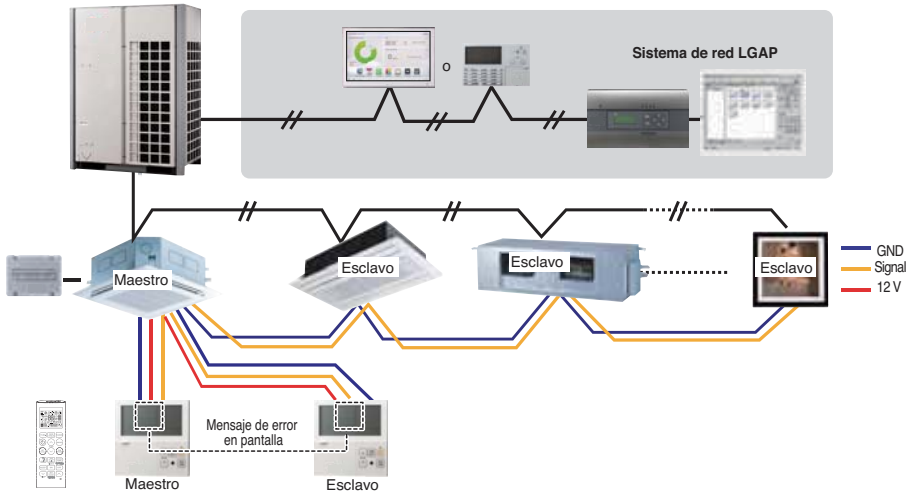 Sistema de red LGAP
o
Maestro
Esclavo
Esclavo
Esclavo
GND
Signal
12 V
Mensaje de error
en pantalla
Maestro
Esclavo